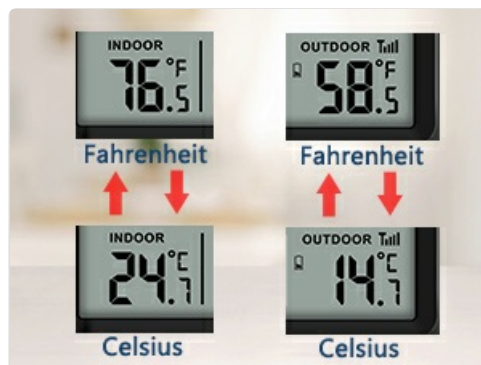 INDOOR
76.5 °F
Fahrenheit
INDOOR
24.7 °C
Celsius
OUTDOOR
58.5 °F
Fahrenheit
OUTDOOR
14.7 °C
Celsius